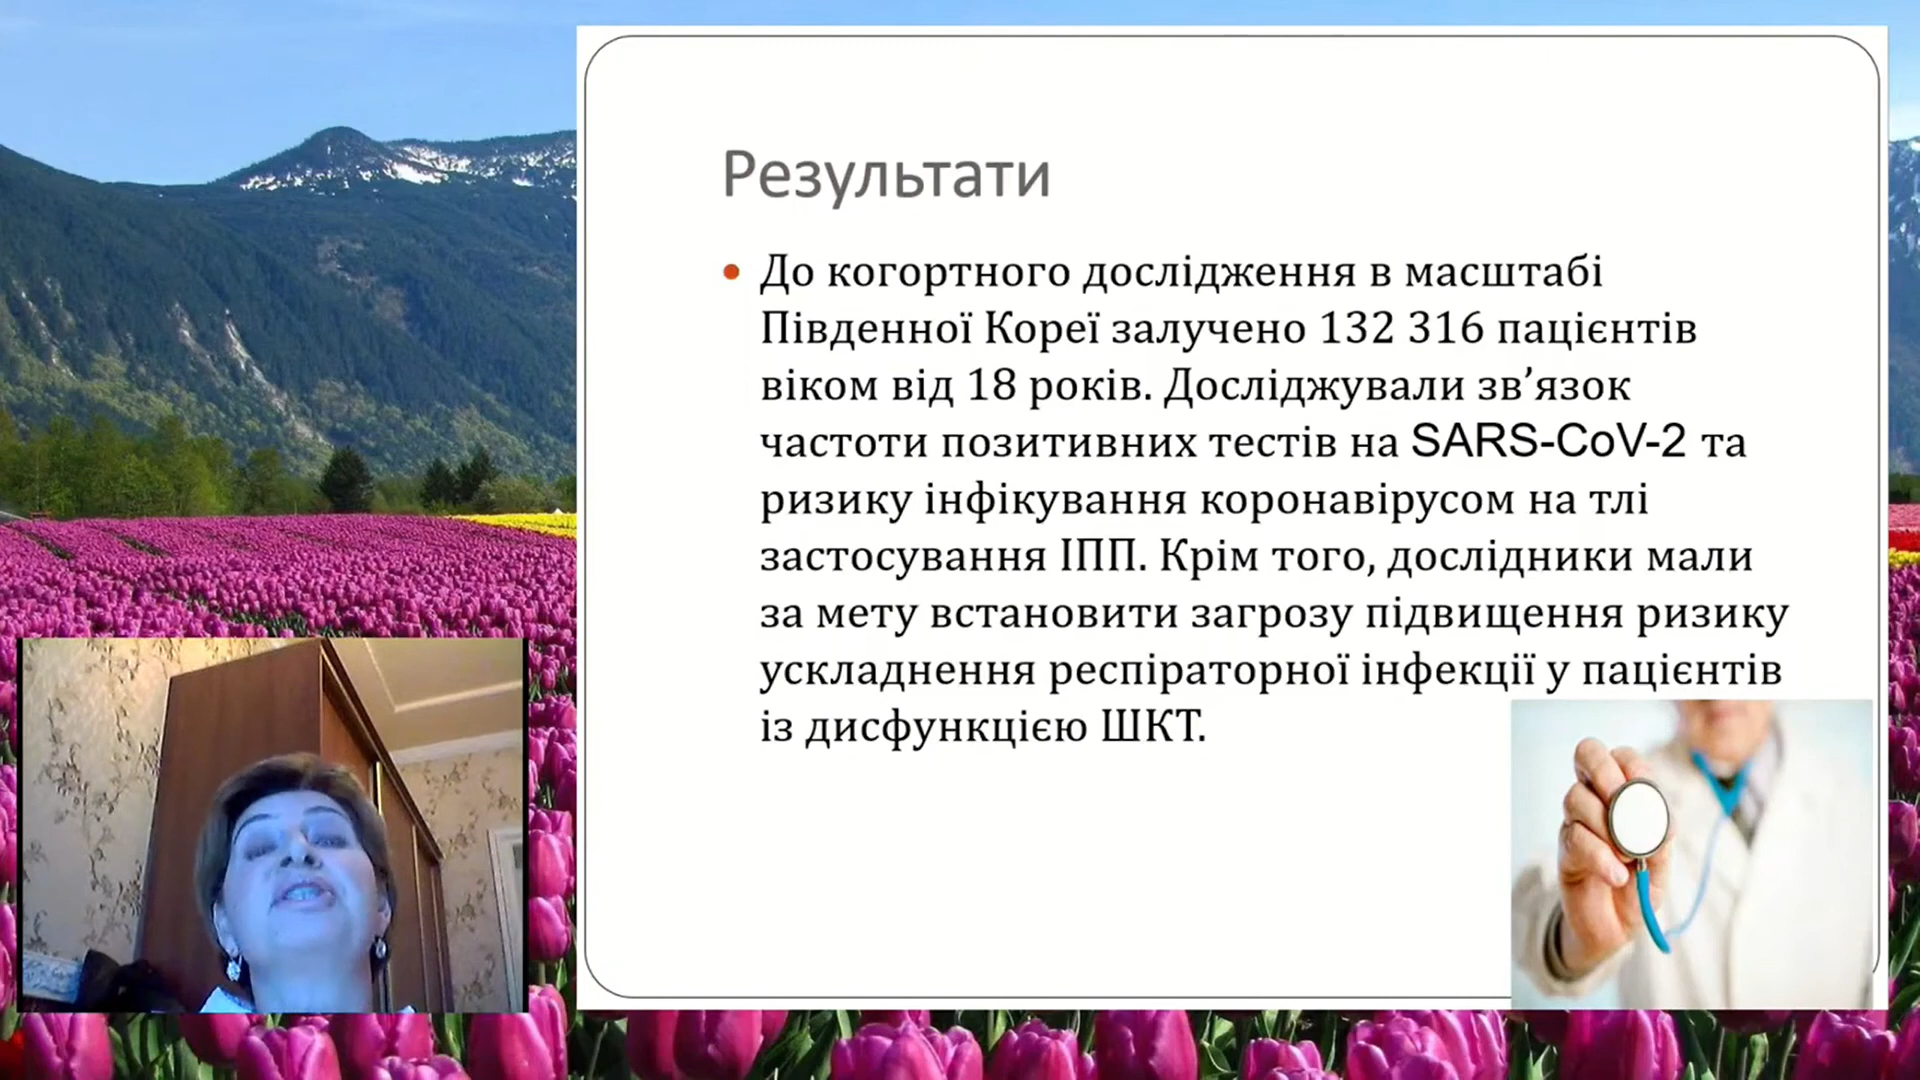 Результати
До когортного дослідження в масштабі
Південної Кореї залучено 132 316 пацієнтів
віком від 18 років. Досліджували зв’язок
частоти позитивних тестів на SARS-CoV-2 та
ризику інфікування коронавірусом на тлі
застосування ІПП. Крім того, дослідники мали
за мету встановити загрозу підвищення ризику
ускладнення респіраторної інфекції у пацієнтів
із дисфункцією ШКТ.